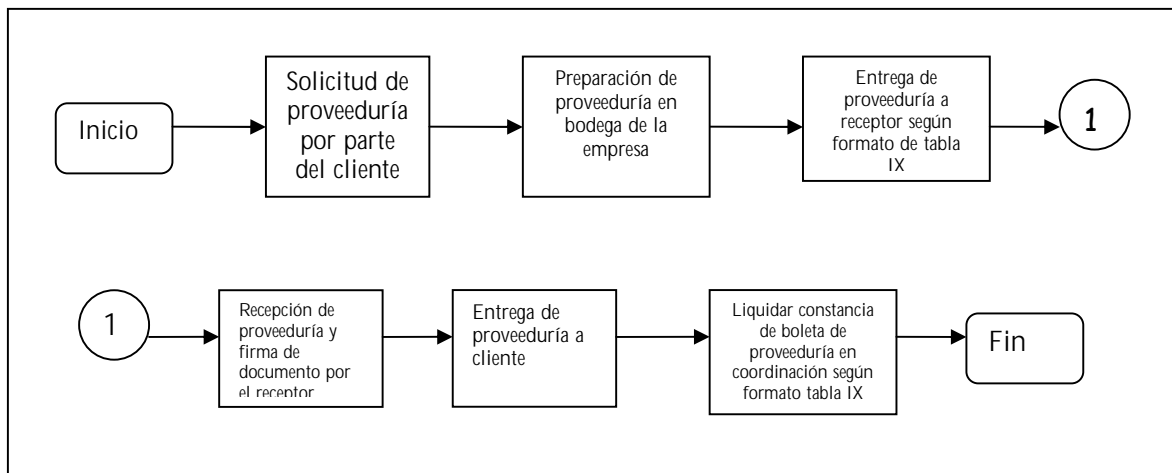 Inicio
Solicitud de
proveeduría
por parte
del cliente
Preparación de
proveeduría en
bodega de la
empresa
Entrega de
proveeduría a
receptor según
formato de tabla
IX
1
1
Recepción de
proveeduría y
firma de
documento por
el receptor
Entrega de
proveeduría a
cliente
Liquidar constancia
de boleta de
proveeduría en
coordinación según
formato tabla IX
Fin